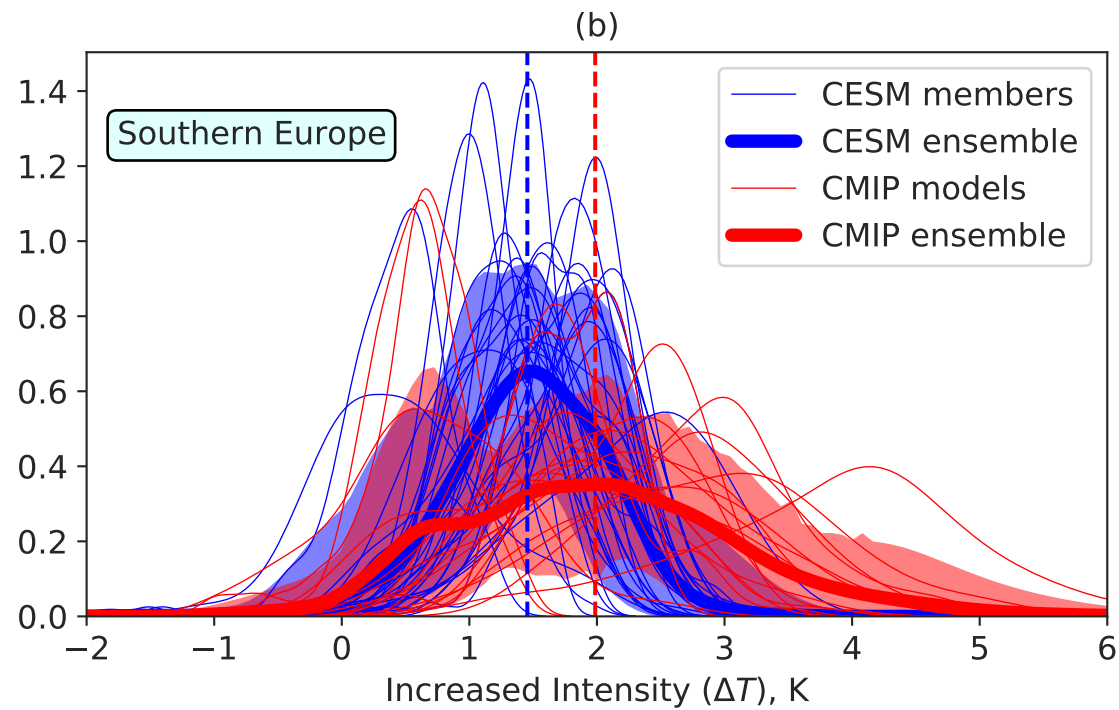 (b)
1.4
1.2
1.0
0.8
0.6
0.4
0.2
0.0
Southern Europe
CESM members
CESM ensemble
CMIP models
CMIP ensemble
−2 −1 0 1 2 3 4 5 6
Increased Intensity (ΔT), K